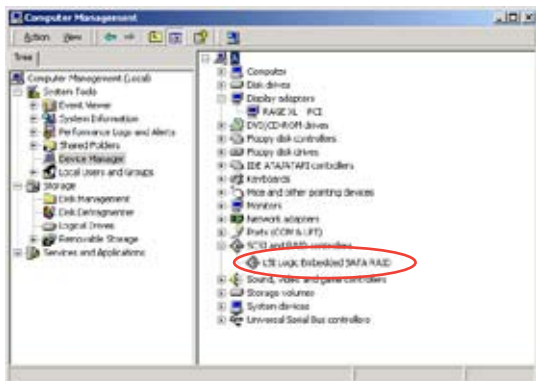 Computer Management
Action View
Tree
Computer Management (Local)
System Tools
Event Viewer
System Information
Performance Logs and Alerts
Shared Folders
Device Manager
Local Users and Groups
Storage
Disk Management
Disk Defragmenter
Logical Drives
Removable Storage
Services and Applications
A
Computer
Disk drives
Display adapters
RAGE XL PCI
DVD/CD-ROM drives
Floppy disk controllers
Floppy disk drives
IDE ATA/ATAPI controllers
Keyboards
Mice and other pointing devices
Monitors
Network adapters
Ports (COM & LPT)
SCSI and RAID controllers
LSI Logic Embedded SATA RAID
Sound, video and game controllers
Storage volumes
System devices
Universal Serial Bus controllers